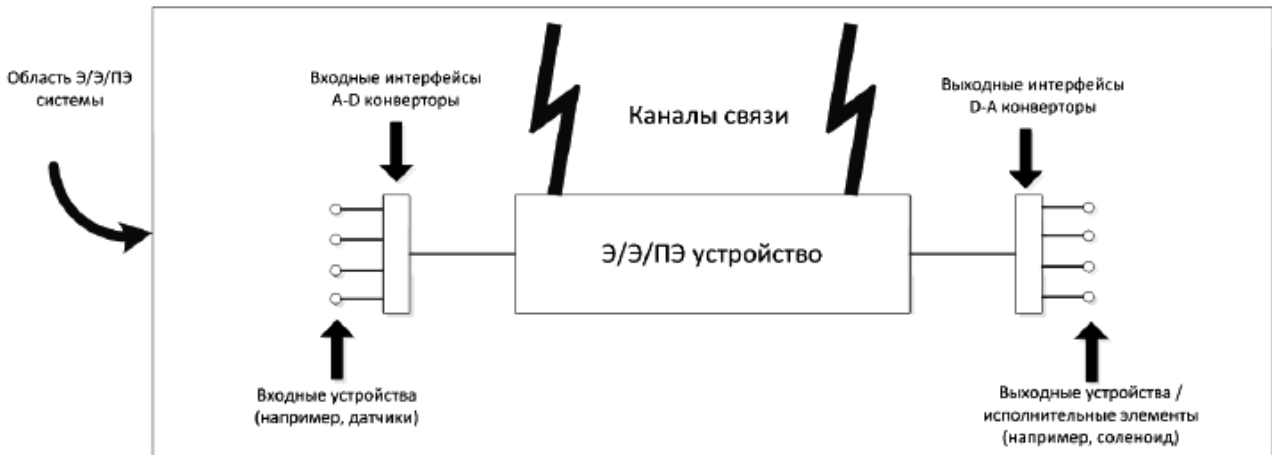 Область Э/Э/ПЭ
системы
Входные интерфейсы
A-D конверторы
Каналы связи
Выходные интерфейсы
D-A конверторы
Э/Э/ПЭ устройство
Входные устройства
(например, датчики)
Выходные устройства /
исполнительные элементы
(например, соленоид)